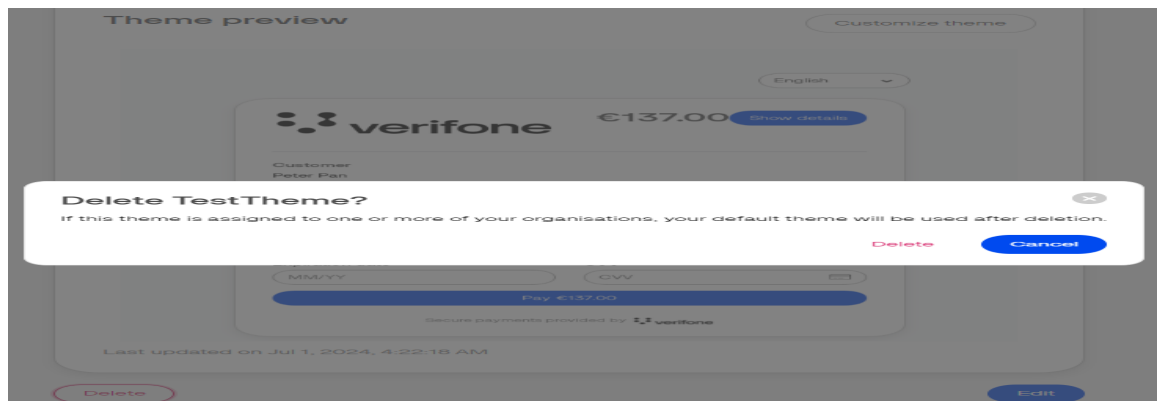 Theme preview
Customize theme
English
verifone
€137.00
Show details
Customer
Peter Pan
Delete TestTheme?
If this theme is assigned to one or more of your organisations, your default theme will be used after deletion.
Delete
Cancel
MM/YY
CVV
Pay €137.00
Secure payments provided by verifone
Last updated on Jul 1, 2024, 4:22:18 AM
Delete
Edit